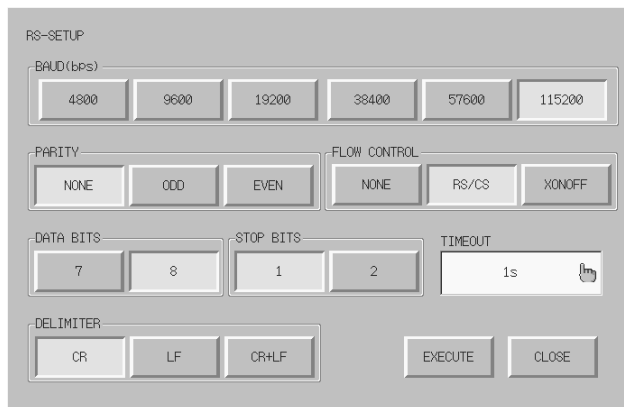 RS-SETUP
BAUD(bps)
4800 9600 19200 38400 57600 115200
PARITY FLOW CONTROL
NONE ODD EVEN NONE RS/CS XONOFF
DATA BITS STOP BITS TIMEOUT
7 8 1 2 1s
DELIMITER
CR LF CR+LF EXECUTE CLOSE